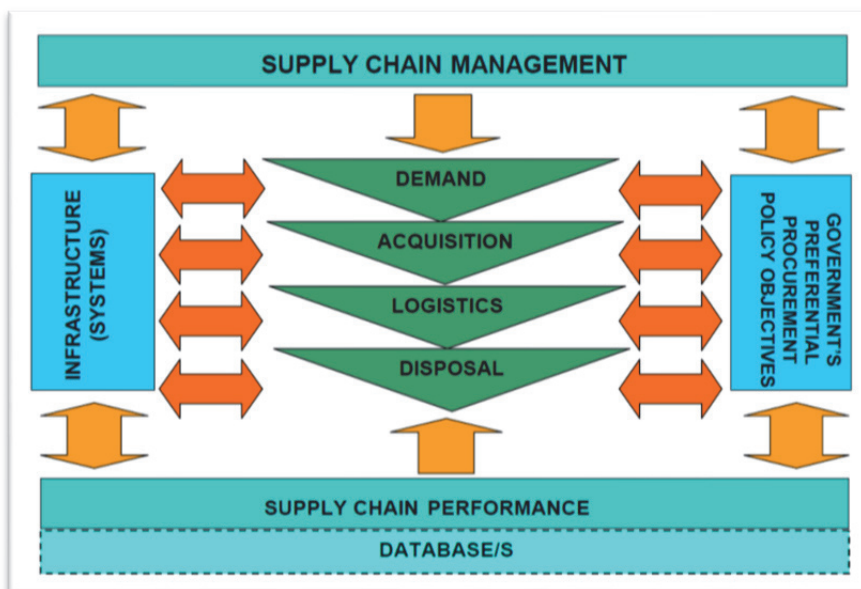 SUPPLY CHAIN MANAGEMENT
INFRASTRUCTURE
(SYSTEMS)
DEMAND
ACQUISITION
LOGISTICS
DISPOSAL
GOVERNMENT'S
PREFERENTIAL
PROCUREMENT
POLICY OBJECTIVES
SUPPLY CHAIN PERFORMANCE
DATABASE/S